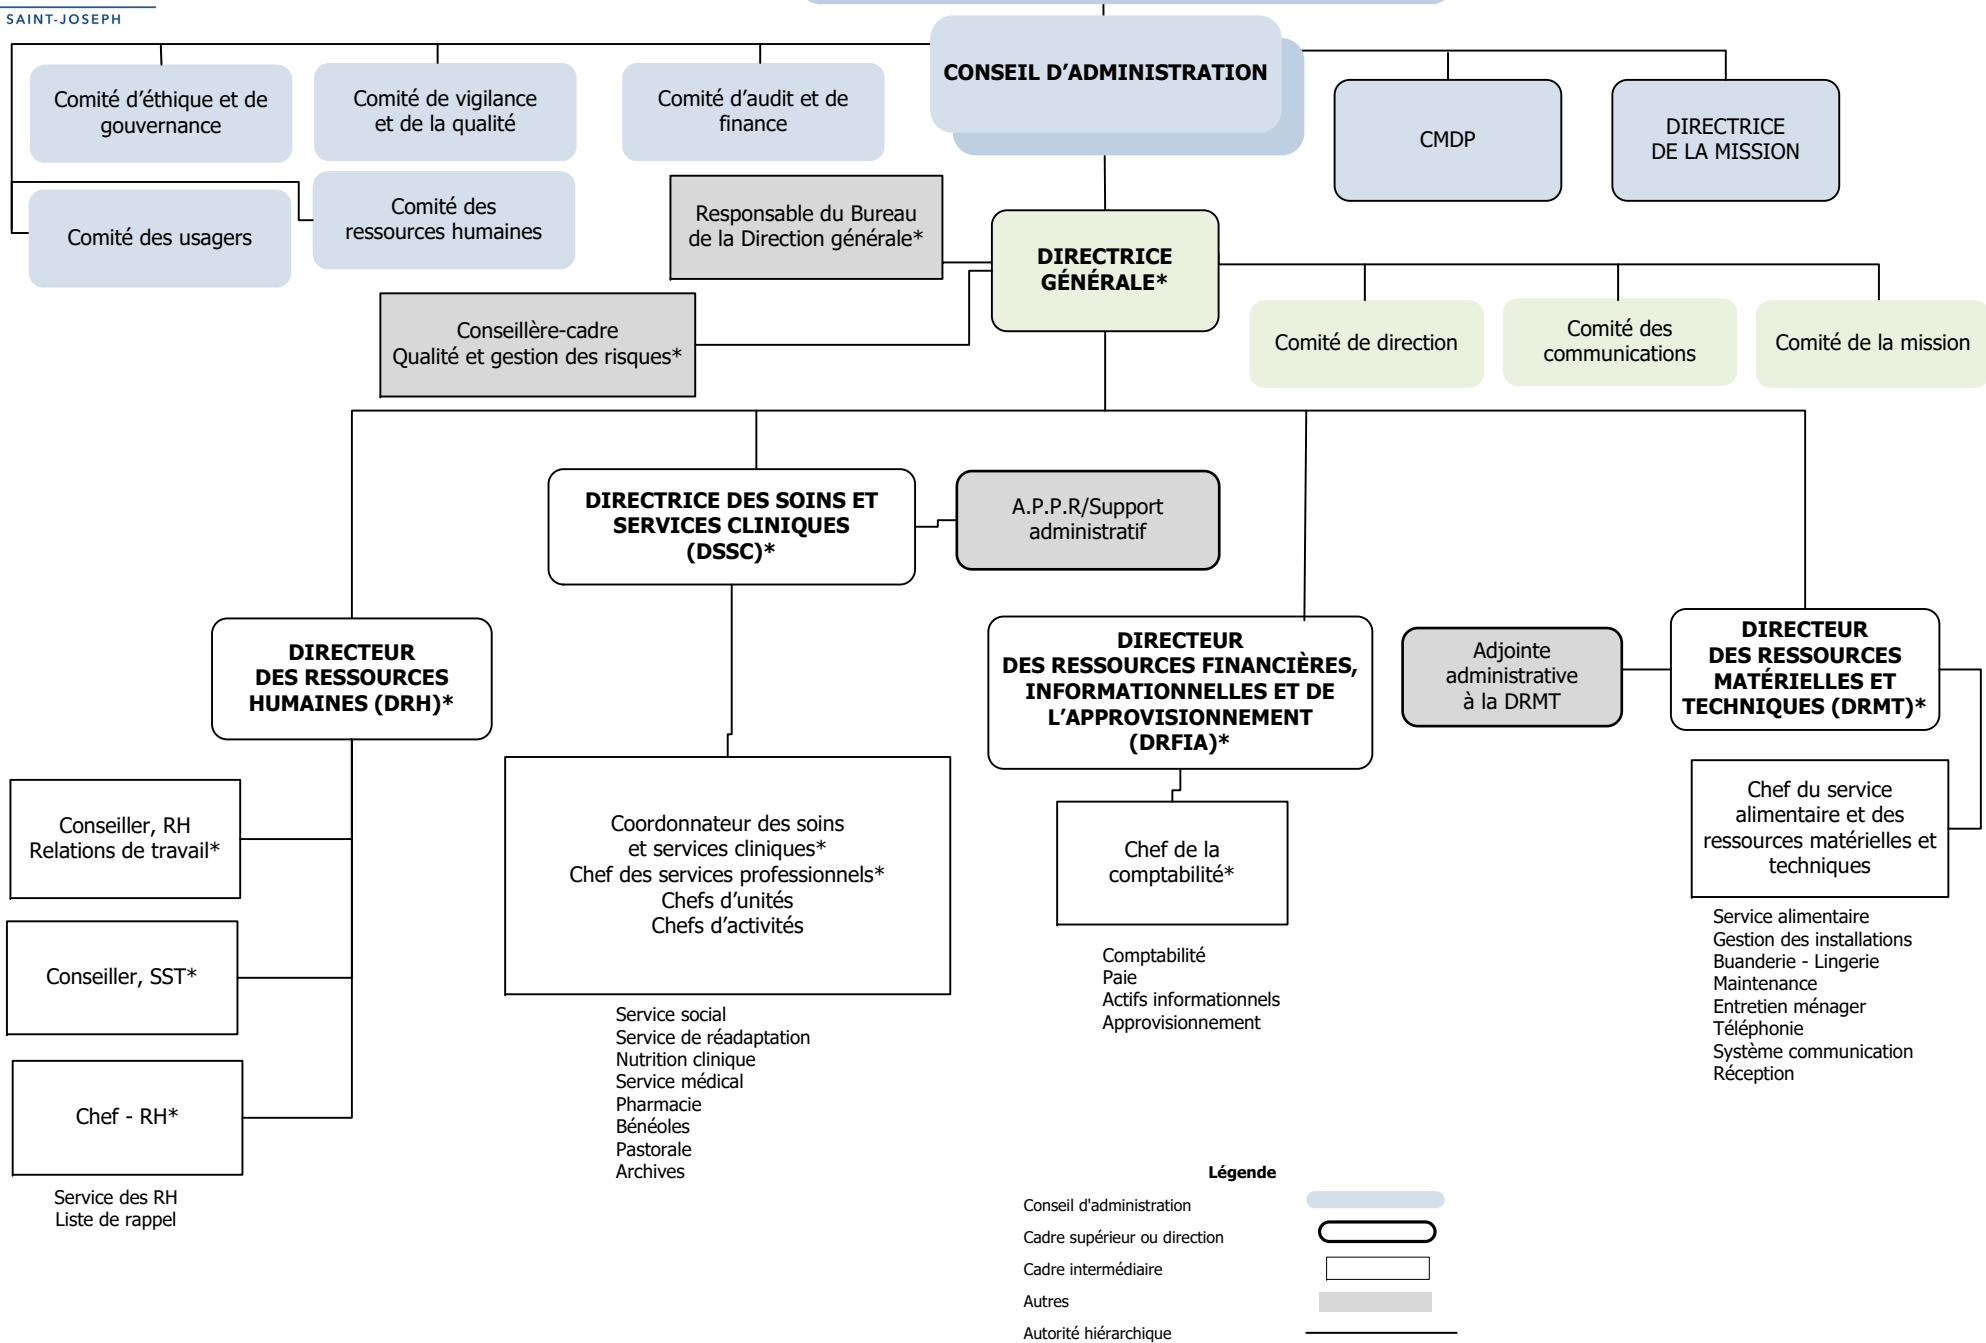 SAINT-JOSEPH
CONSEIL D'ADMINISTRATION
Comité d'éthique et de
gouvernance
Comité de vigilance
et de la qualité
Comité d'audit et de
finance
CMDP
DIRECTRICE
DE LA MISSION
Comité des usagers
Comité des
ressources humaines
Responsable du Bureau
de la Direction générale*
DIRECTRICE
GÉNÉRALE*
Conseillère-cadre
Qualité et gestion des risques*
Comité de direction
Comité des
communications
Comité de la mission
DIRECTRICE DES SOINS ET
SERVICES CLINIQUES
(DSSC)*
A.P.P.R/Support
administratif
DIRECTEUR
DES RESSOURCES
HUMAINES (DRH)*
DIRECTEUR
DES RESSOURCES FINANCIÈRES,
INFORMATIONNELLES ET DE
L'APPROVISIONNEMENT
(DRFIA)*
Adjointe
administrative
à la DRMT
DIRECTEUR
DES RESSOURCES
MATÉRIELLES ET
TECHNIQUES (DRMT)*
Conseiller, RH
Relations de travail*
Conseiller, SST*
Chef - RH*
Service des RH
Liste de rappel
Coordonnateur des soins
et services cliniques*
Chef des services professionnels*
Chefs d'unités
Chefs d'activités
Service social
Service de réadaptation
Nutrition clinique
Service médical
Pharmacie
Bénéoles
Pastorale
Archives
Chef de la
comptabilité*
Comptabilité
Paie
Actifs informationnels
Approvisionnement
Chef du service
alimentaire et des
ressources matérielles et
techniques
Service alimentaire
Gestion des installations
Buanderie - Lingerie
Maintenance
Entretien ménager
Téléphonie
Système communication
Réception
Légende
Conseil d'administration
Cadre supérieur ou direction
Cadre intermédiaire
Autres
Autorité hiérarchique